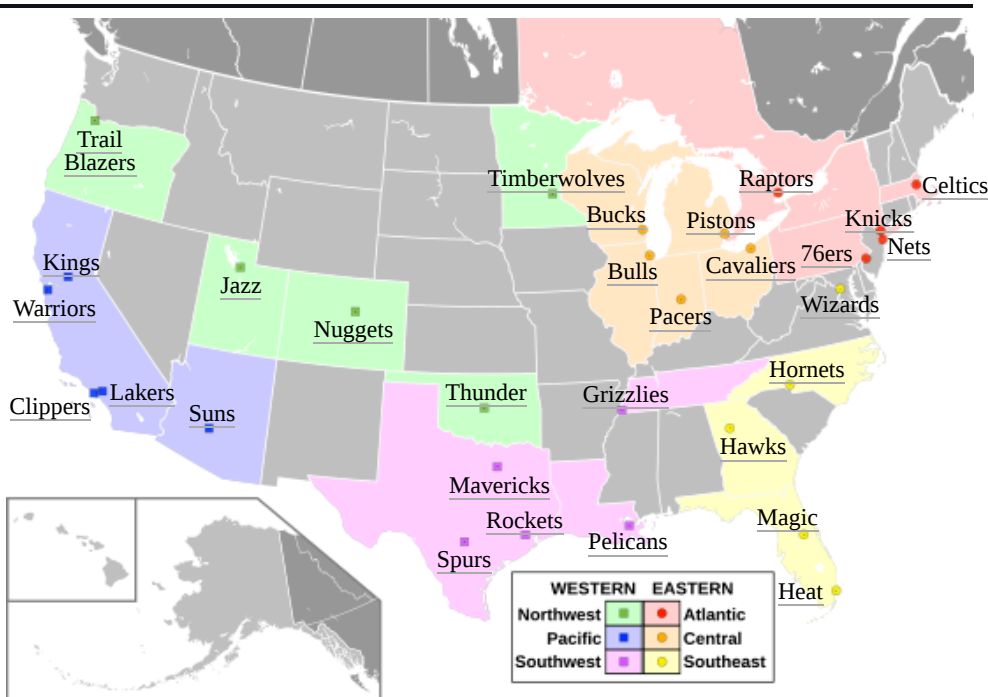 Trail
Blazers
Timberwolves
Raptors
Celtics
Bucks
Pistons
Knicks
Nets
Kings
Jazz
Bulls
Cavaliers
76ers
Warriors
Nuggets
Pacers
Wizards
Clippers
Lakers
Suns
Thunder
Grizzlies
Hornets
Hawks
Mavericks
Rockets
Spurs
Pelicans
Magic
Heat
WESTERN EASTERN
Northwest Atlantic
Pacific Central
Southwest Southeast